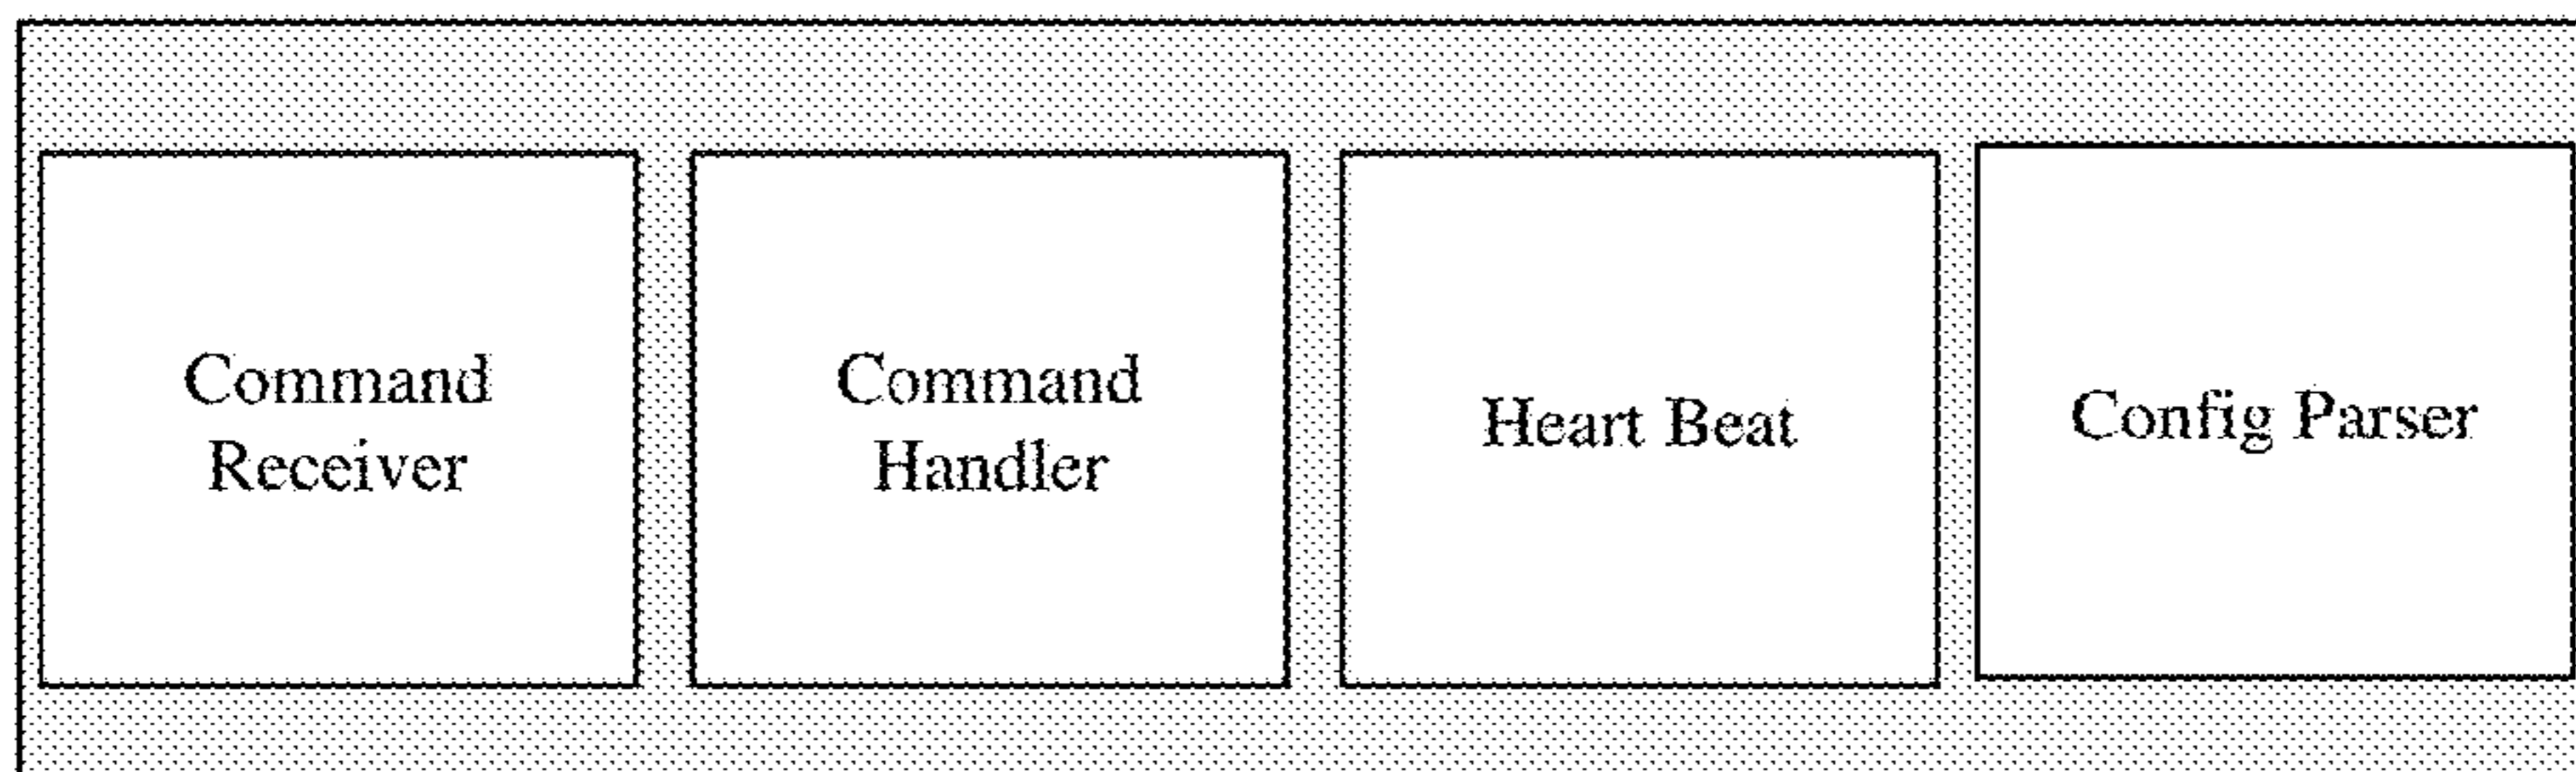 Command
Receiver
Command
Handler
Heart Beat
Config Parser